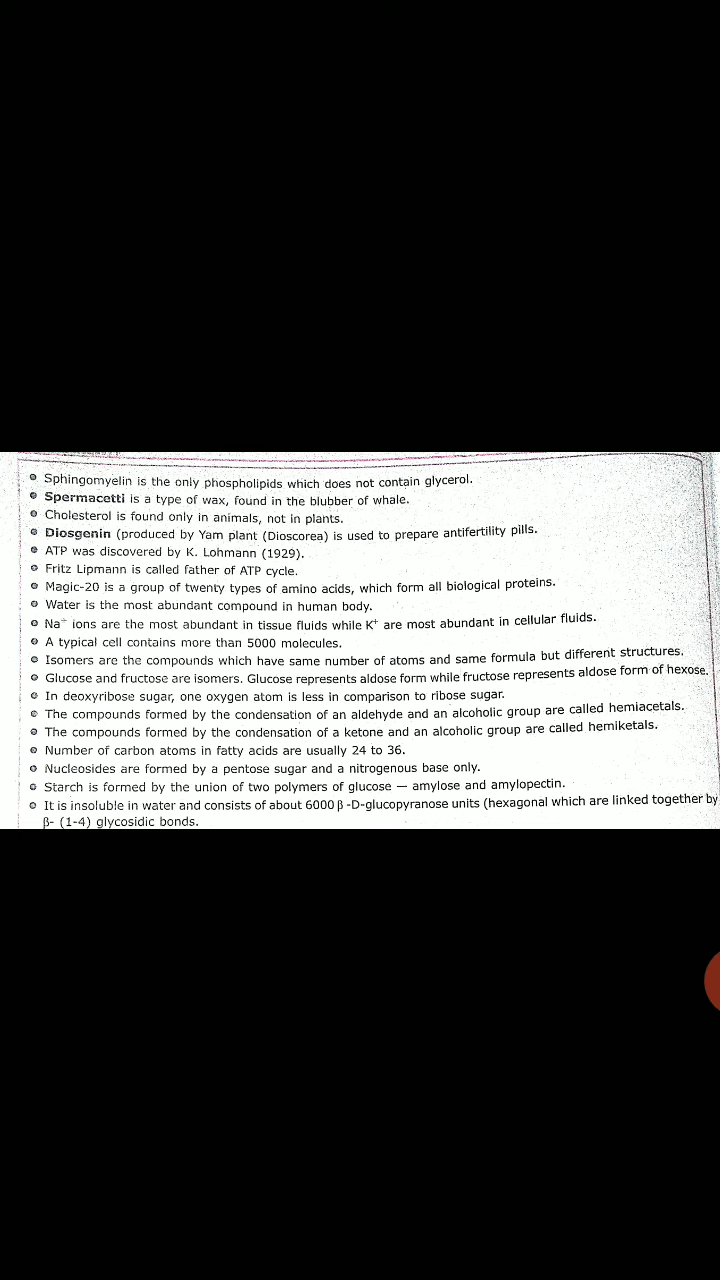 Sphingomyelin is the only phospholipids which does not contain glycerol.
Spermacetti is a type of wax, found in the blubber of whale.
Cholesterol is found only in animals, not in plants.
Diosgenin (produced by Yam plant (Dioscorea) is used to prepare antifertility pills.
ATP was discovered by K. Lohmann (1929).
Fritz Lipmann is called father of ATP cycle.
Magic-20 is a group of twenty types of amino acids, which form all biological proteins.
Water is the most abundant compound in human body.
Na⁺ ions are the most abundant in tissue fluids while K⁺ are most abundant in cellular fluids.
A typical cell contains more than 5000 molecules.
Isomers are the compounds which have same number of atoms and same formula but different structures.
Glucose and fructose are isomers. Glucose represents aldose form while fructose represents aldose form of hexose.
In deoxyribose sugar, one oxygen atom is less in comparison to ribose sugar.
The compounds formed by the condensation of an aldehyde and an alcoholic group are called hemiacetals.
The compounds formed by the condensation of a ketone and an alcoholic group are called hemiketals.
Number of carbon atoms in fatty acids are usually 24 to 36.
Nucleosides are formed by a pentose sugar and a nitrogenous base only.
Starch is formed by the union of two polymers of glucose — amylose and amylopectin.
It is insoluble in water and consists of about 6000 β -D-glucopyranose units (hexagonal which are linked together by
β- (1-4) glycosidic bonds.